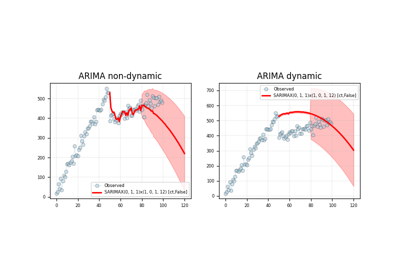 ARIMA non-dynamic
500
400
300
200
100
0
0 20 40 60 80 100 120
Observed
SARIMAX(0, 1, 1)x(1, 0, 1, 12) [ct,False]
ARIMA dynamic
700
600
500
400
300
200
100
0
0 20 40 60 80 100 120
Observed
SARIMAX(0, 1, 1)x(1, 0, 1, 12) [ct,False]